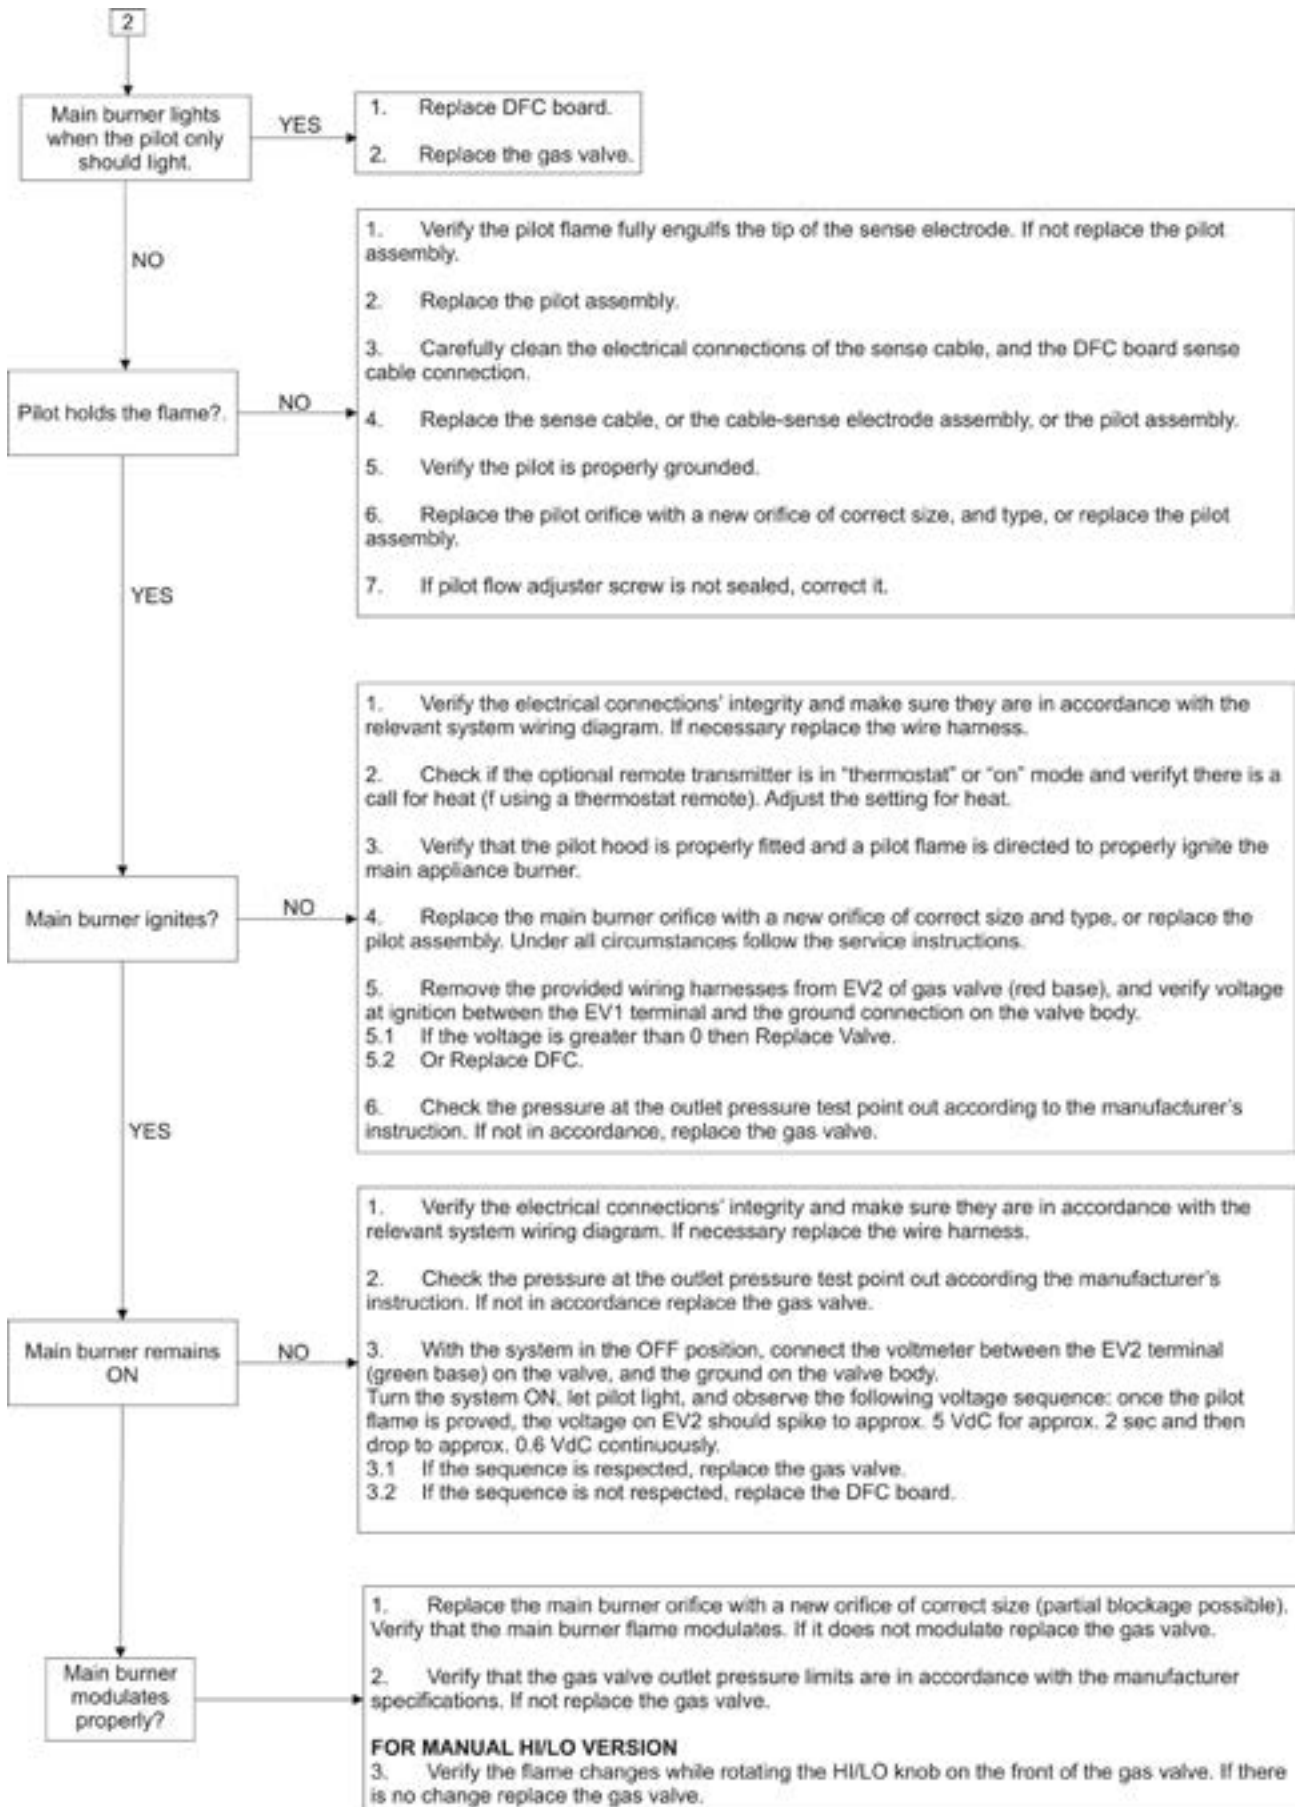 2
Main burner lights
when the pilot only
should light.
YES
1. Replace DFC board.
2. Replace the gas valve.
NO
1. Verify the pilot flame fully engulfs the tip of the sense electrode. If not replace the pilot
assembly.
2. Replace the pilot assembly.
3. Carefully clean the electrical connections of the sense cable, and the DFC board sense
cable connection.
4. Replace the sense cable, or the cable-sense electrode assembly, or the pilot assembly.
5. Verify the pilot is properly grounded.
6. Replace the pilot orifice with a new orifice of correct size, and type, or replace the pilot
assembly.
7. If pilot flow adjuster screw is not sealed, correct it.
Pilot holds the flame?.
NO
YES
1. Verify the electrical connections' integrity and make sure they are in accordance with the
relevant system wiring diagram. If necessary replace the wire harness.
2. Check if the optional remote transmitter is in "thermostat" or "on" mode and verifyt there is a
call for heat (f using a thermostat remote). Adjust the setting for heat.
3. Verify that the pilot hood is properly fitted and a pilot flame is directed to properly ignite the
main appliance burner.
4. Replace the main burner orifice with a new orifice of correct size and type, or replace the
pilot assembly. Under all circumstances follow the service instructions.
5. Remove the provided wiring harnesses from EV2 of gas valve (red base), and verify voltage
at ignition between the EV1 terminal and the ground connection on the valve body.
5.1 If the voltage is greater than 0 then Replace Valve.
5.2 Or Replace DFC.
6. Check the pressure at the outlet pressure test point out according to the manufacturer's
instruction. If not in accordance, replace the gas valve.
Main burner ignites?
NO
YES
1. Verify the electrical connections' integrity and make sure they are in accordance with the
relevant system wiring diagram. If necessary replace the wire harness.
2. Check the pressure at the outlet pressure test point out according the manufacturer's
instruction. If not in accordance replace the gas valve.
3. With the system in the OFF position, connect the voltmeter between the EV2 terminal
(green base) on the valve, and the ground on the valve body.
Turn the system ON, let pilot light, and observe the following voltage sequence: once the pilot
flame is proved, the voltage on EV2 should spike to approx. 5 VdC for approx. 2 sec and then
drop to approx. 0.6 VdC continuously.
3.1 If the sequence is respected, replace the gas valve.
3.2 If the sequence is not respected, replace the DFC board.
Main burner remains
ON
NO
1. Replace the main burner orifice with a new orifice of correct size (partial blockage possible).
Verify that the main burner flame modulates. If it does not modulate replace the gas valve.
2. Verify that the gas valve outlet pressure limits are in accordance with the manufacturer
specifications. If not replace the gas valve.
FOR MANUAL HI/LO VERSION
3. Verify the flame changes while rotating the HI/LO knob on the front of the gas valve. If there
is no change replace the gas valve.
Main burner
modulates
properly?